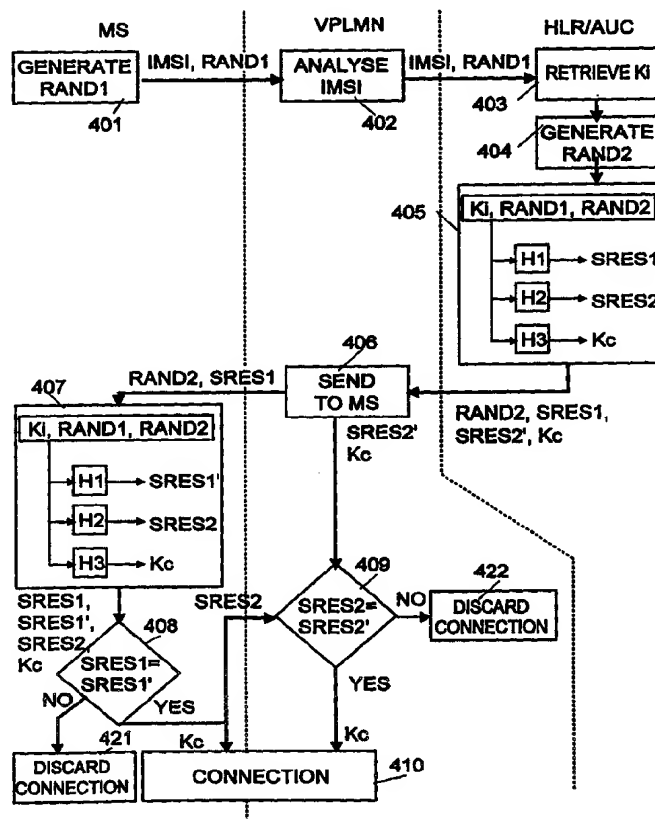 MS
VPLMN
HLR/AUC
GENERATE
RAND1
401
IMSI, RAND1
ANALYSE
IMSI
402
IMSI, RAND1
RETRIEVE Ki
403
404
GENERATE
RAND2
405
Ki, RAND1, RAND2
H1
SRES1
H2
SRES2
H3
Kc
406
SEND
TO MS
RAND2, SRES1
RAND2, SRES1,
SRES2', Kc
SRES2'
Kc
407
Ki, RAND1, RAND2
H1
SRES1'
H2
SRES2
H3
Kc
SRES1,
SRES1',
SRES2,
Kc
408
SRES1=
SRES1'
NO
YES
421
DISCARD
CONNECTION
SRES2
409
SRES2=
SRES2'
NO
422
DISCARD
CONNECTION
YES
Kc
Kc
CONNECTION
410